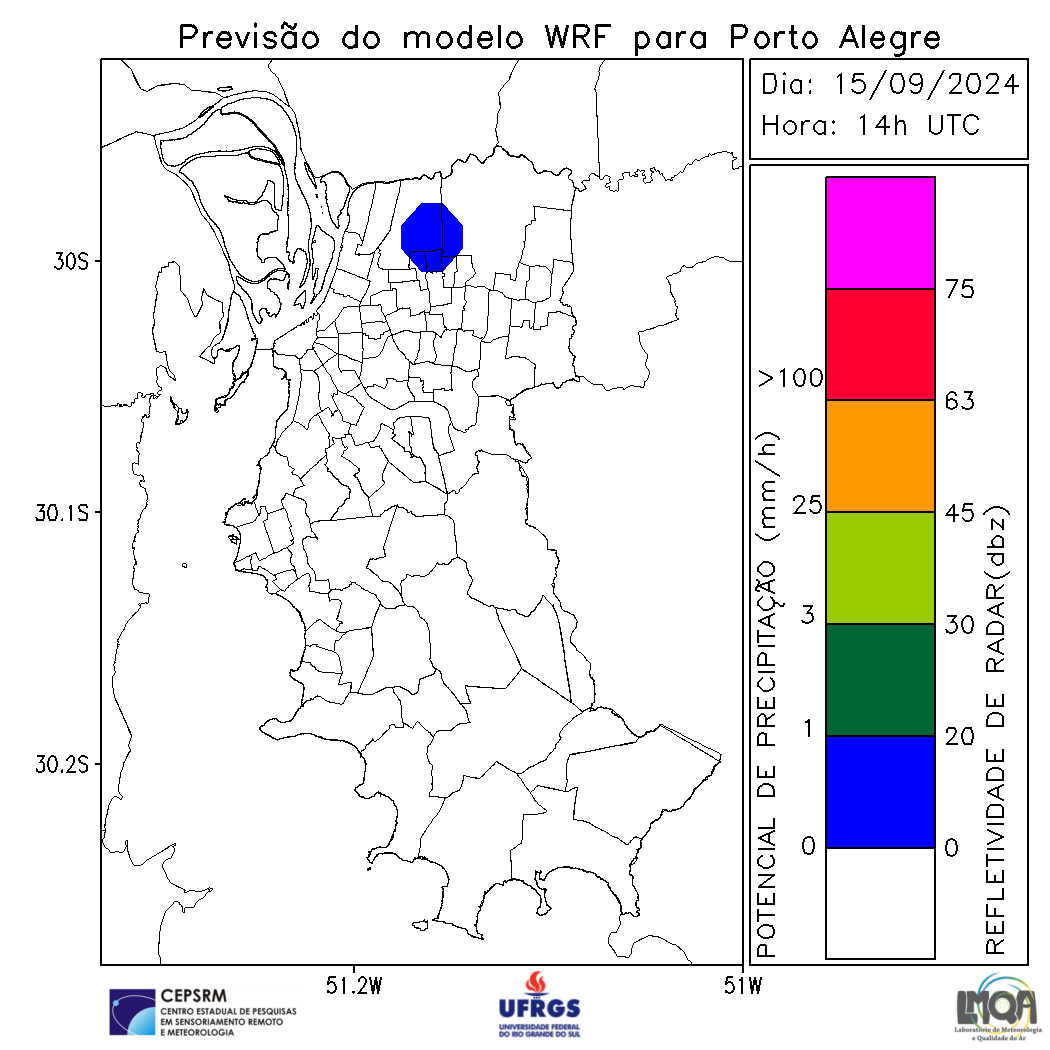 Previsão do modelo WRF para Porto Alegre
Dia: 15/09/2024
Hora: 14h UTC
30S
30.1S
30.2S
51.2W
51W
POTENCIAL DE PRECIPITAÇÃO (mm/h)
>100
25
3
1
0
75
63
45
30
20
0
REFLETIVIDADE DE RADAR(dbz)
CEPSRM
CENTRO ESTADUAL DE PESQUISAS
EM SENSORIAMENTO REMOTO
E METEOROLOGIA
UFRGS
UNIVERSIDADE FEDERAL
DO RIO GRANDE DO SUL
LMQA
Laboratório de Meteorologia
e Qualidade do Ar